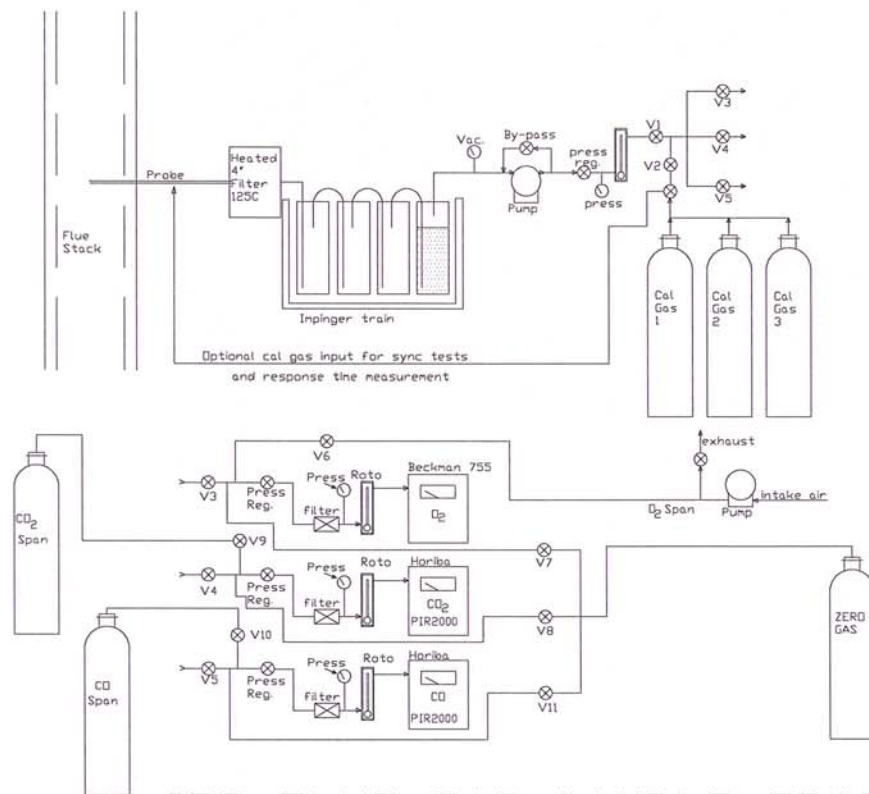 Flue
Stack
Probe
Heated
4"
Filter
125C
Impinger train
Vac.
By-pass
Pump
press
reg.
press
V1
V2
V3
V4
V5
Cal
Gas
1
Cal
Gas
2
Cal
Gas
3
Optional cal gas input for sync tests
and response time measurement
CO2
Span
V3
V6
Press
Reg.
filter
Press
Roto
Beckman 755
O2
exhaust
O2 Span
Pump
intake air
V9
V4
Press
Reg.
filter
Press
Roto
Horiba
CO2
PIR2000
V7
V8
ZERO
GAS
CO
Span
V10
V5
Press
Reg.
filter
Press
Roto
Horiba
CO
PIR2000
V11